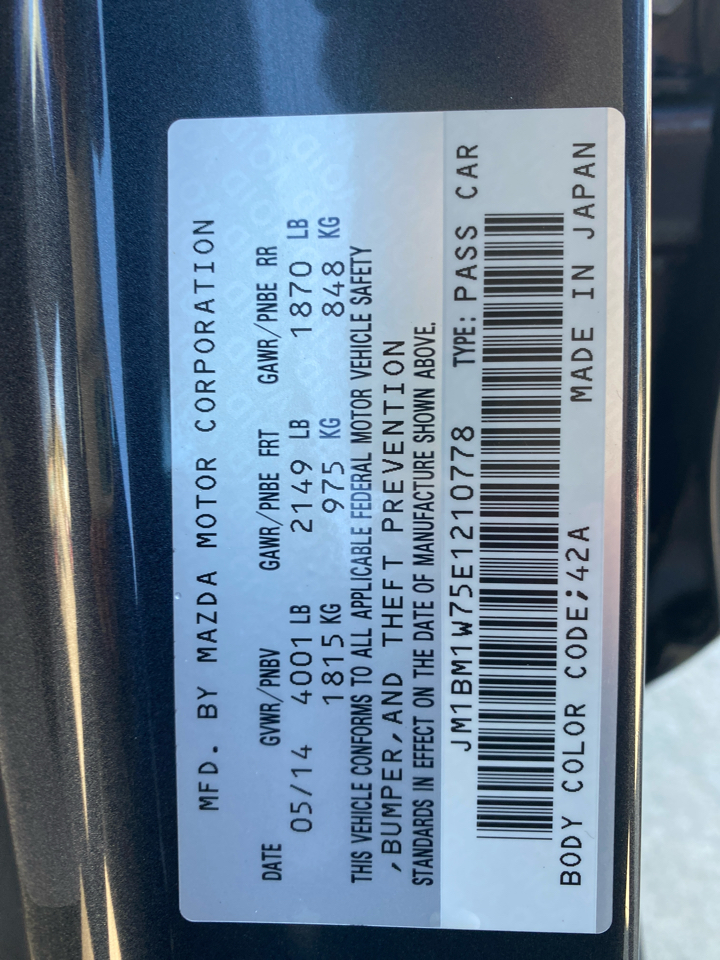 MFD. BY MAZDA MOTOR CORPORATION
DATE GVWR/PNBV GAWR/PNBE FRT GAWR/PNBE RR
05/14 4001 LB 2149 LB 1870 LB
1815 KG 975 KG 848 KG
THIS VEHICLE CONFORMS TO ALL APPLICABLE FEDERAL MOTOR VEHICLE SAFETY
,BUMPER,AND THEFT PREVENTION
STANDARDS IN EFFECT ON THE DATE OF MANUFACTURE SHOWN ABOVE.
JM1BM1W75E1210778 TYPE: PASS CAR
BODY COLOR CODE;42A MADE IN JAPAN